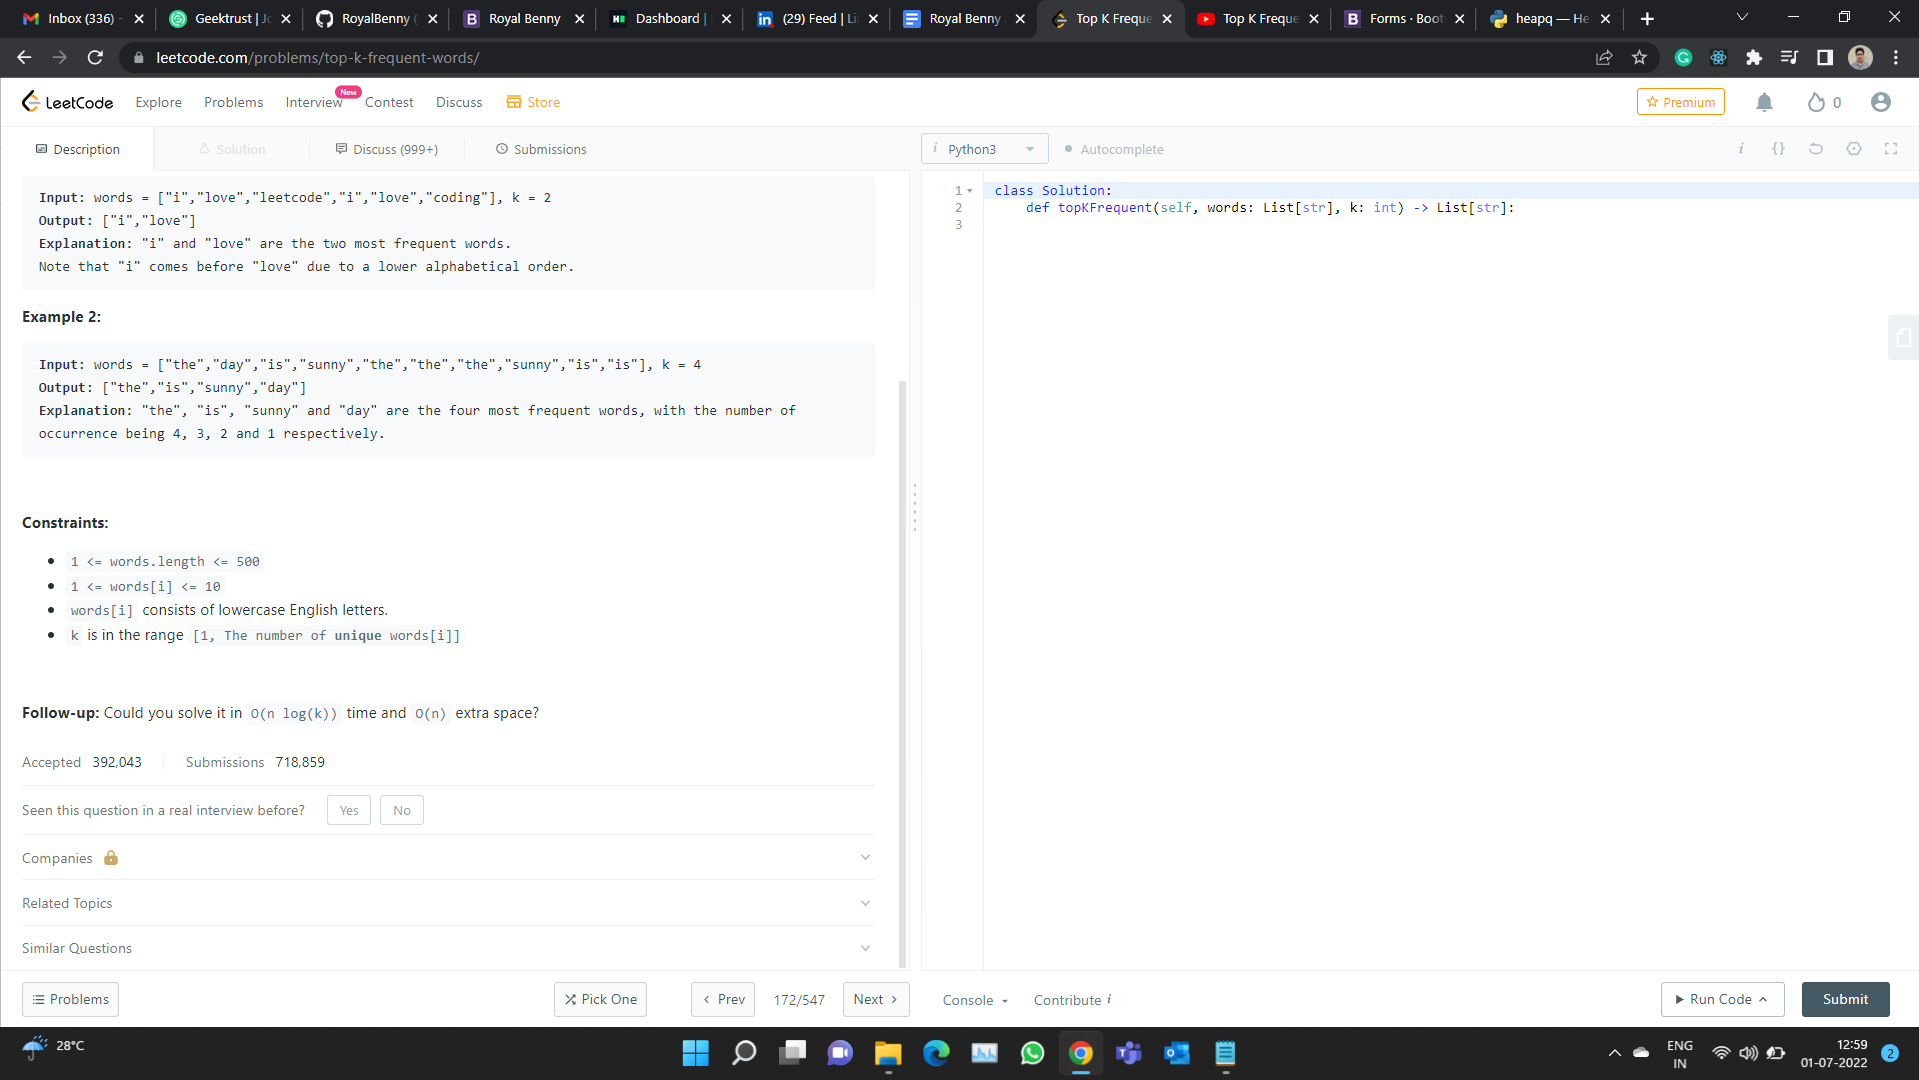 Inbox (336) -
Geektrust | Jo
RoyalBenny (
Royal Benny
Dashboard |
(29) Feed | Li
Royal Benny
Top K Freque
Top K Freque
Forms · Boot
heapq — He
leetcode.com/problems/top-k-frequent-words/
LeetCode
Explore
Problems
Interview
New
Contest
Discuss
Store
Premium
0
Description
Solution
Discuss (999+)
Submissions
i Python3
Autocomplete
i {}
Input: words = ["i","love","leetcode","i","love","coding"], k = 2
Output: ["i","love"]
Explanation: "i" and "love" are the two most frequent words.
Note that "i" comes before "love" due to a lower alphabetical order.
Example 2:
Input: words = ["the","day","is","sunny","the","the","the","sunny","is","is"], k = 4
Output: ["the","is","sunny","day"]
Explanation: "the", "is", "sunny" and "day" are the four most frequent words, with the number of
occurrence being 4, 3, 2 and 1 respectively.
Constraints:
1 <= words.length <= 500
1 <= words[i] <= 10
words[i] consists of lowercase English letters.
k is in the range [1, The number of unique words[i]]
Follow-up: Could you solve it in O(n log(k)) time and O(n) extra space?
Accepted 392,043
Submissions 718,859
Seen this question in a real interview before?
Yes
No
Companies
Related Topics
Similar Questions
1 class Solution:
2 def topKFrequent(self, words: List[str], k: int) -> List[str]:
3
Problems
Pick One
Prev
172/547
Next
Console
Contribute i
Run Code
Submit
28°C
ENG
IN
12:59
01-07-2022
2